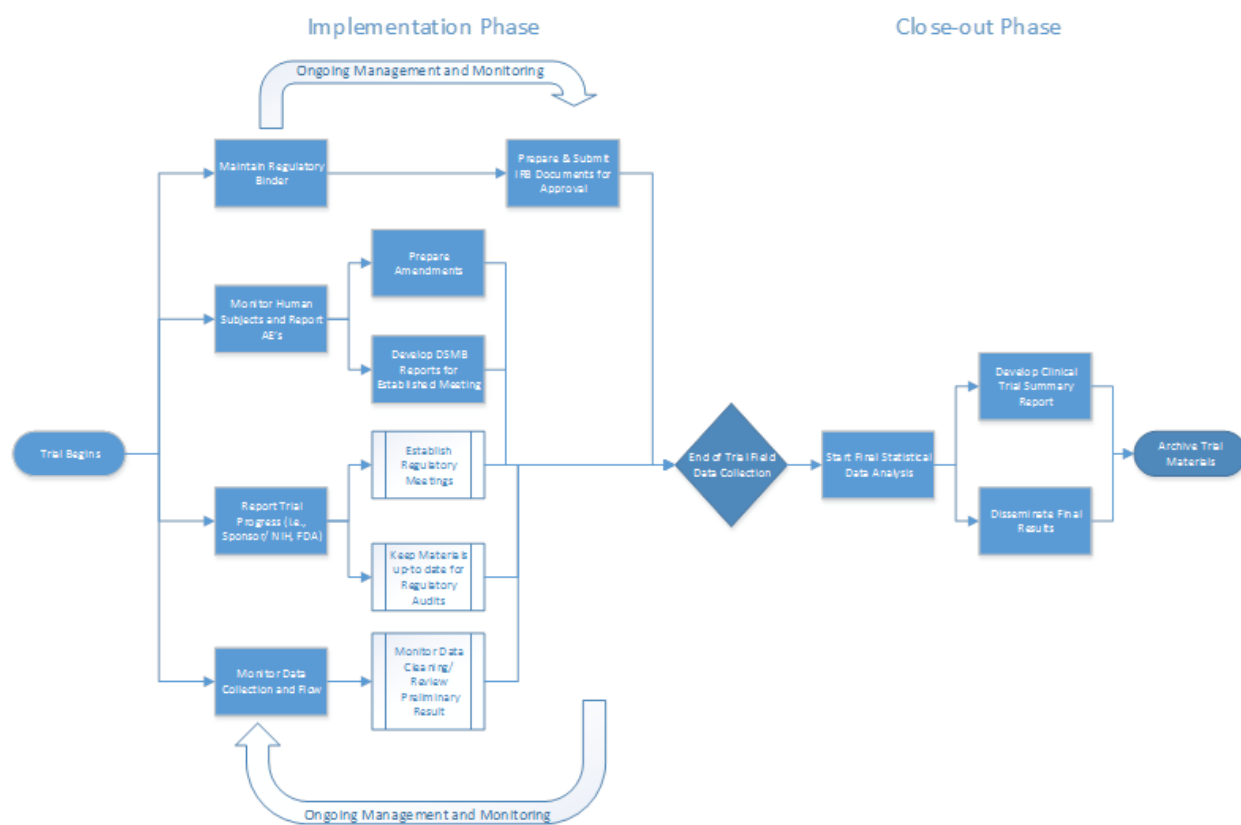 Implementation Phase
Close-out Phase
Ongoing Management and Monitoring
Maintain Regulatory
Binder
Prepare & Submit
IRB Documents for
Approval
Prepare
Amendments
Monitor Human
Subjects and Report
AE's
Develop DSMB
Reports for
Established Meeting
Develop Clinical
Trial Summary
Report
Trial Begins
Establish
Regulatory
Meetings
End of Trial Field
Data Collection
Start Final Statistical
Data Analysis
Archive Trial
Materials
Report Trial
Progress (i.e.,
Sponsor/ NIH, FDA)
Disseminate Final
Results
Keep Materials
up-to date for
Regulatory
Audits
Monitor Data
Collection and Flow
Monitor Data
Cleaning/
Review
Preliminary
Result
Ongoing Management and Monitoring